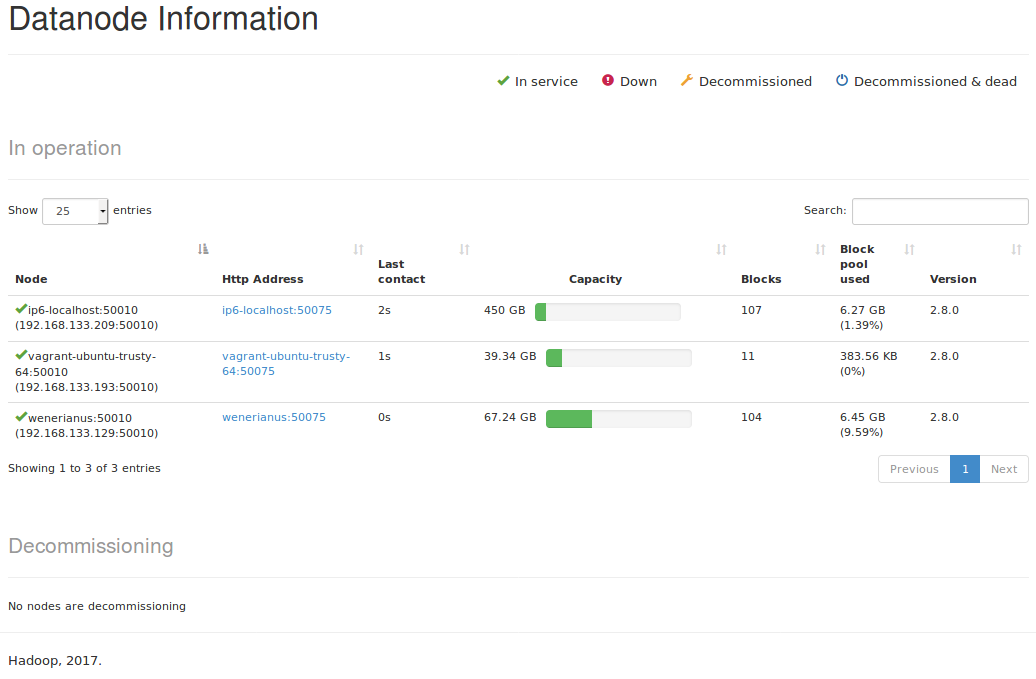 Datanode Information
In service Down Decommissioned Decommissioned & dead
In operation
Show 25 entries Search:
Node Http Address Last contact Capacity Blocks Block pool used Version
ip6-localhost:50010 ip6-localhost:50075 2s 450 GB 107 6.27 GB 2.8.0
(192.168.133.209:50010) (1.39%)
vagrant-ubuntu-trusty- vagrant-ubuntu-trusty- 1s 39.34 GB 11 383.56 KB 2.8.0
64:50010 64:50075 (0%)
(192.168.133.193:50010)
wenerianus:50010 wenerianus:50075 0s 67.24 GB 104 6.45 GB 2.8.0
(192.168.133.129:50010) (9.59%)
Showing 1 to 3 of 3 entries Previous 1 Next
Decommissioning
No nodes are decommissioning
Hadoop, 2017.